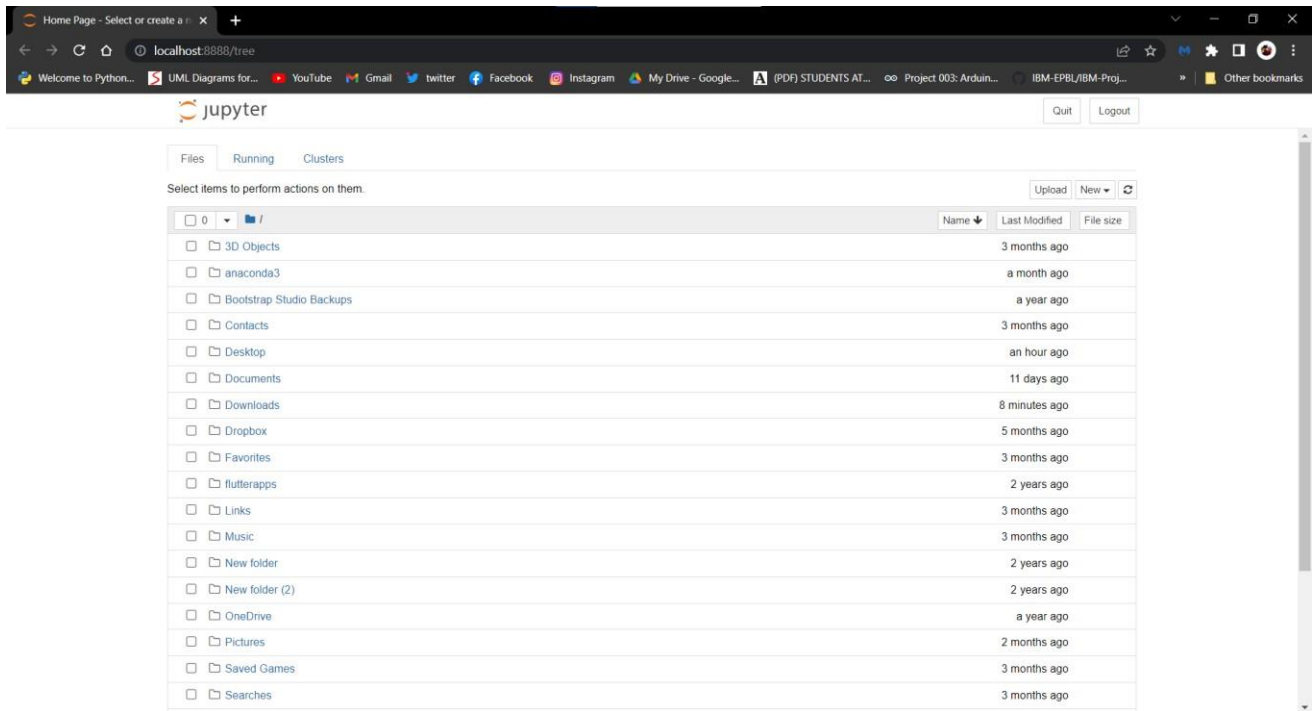 Home Page - Select or create a n
localhost:8888/tree
Welcome to Python... UML Diagrams for... YouTube Gmail twitter Facebook Instagram My Drive - Google... (PDF) STUDENTS AT... Project 003: Arduin... IBM-EPBL/IBM-Proj... » Other bookmarks
jupyter Quit Logout
Files Running Clusters
Select items to perform actions on them. Upload New
0 / Name Last Modified File size
3D Objects 3 months ago
anaconda3 a month ago
Bootstrap Studio Backups a year ago
Contacts 3 months ago
Desktop an hour ago
Documents 11 days ago
Downloads 8 minutes ago
Dropbox 5 months ago
Favorites 3 months ago
flutterapps 2 years ago
Links 3 months ago
Music 3 months ago
New folder 2 years ago
New folder (2) 2 years ago
OneDrive a year ago
Pictures 2 months ago
Saved Games 3 months ago
Searches 3 months ago